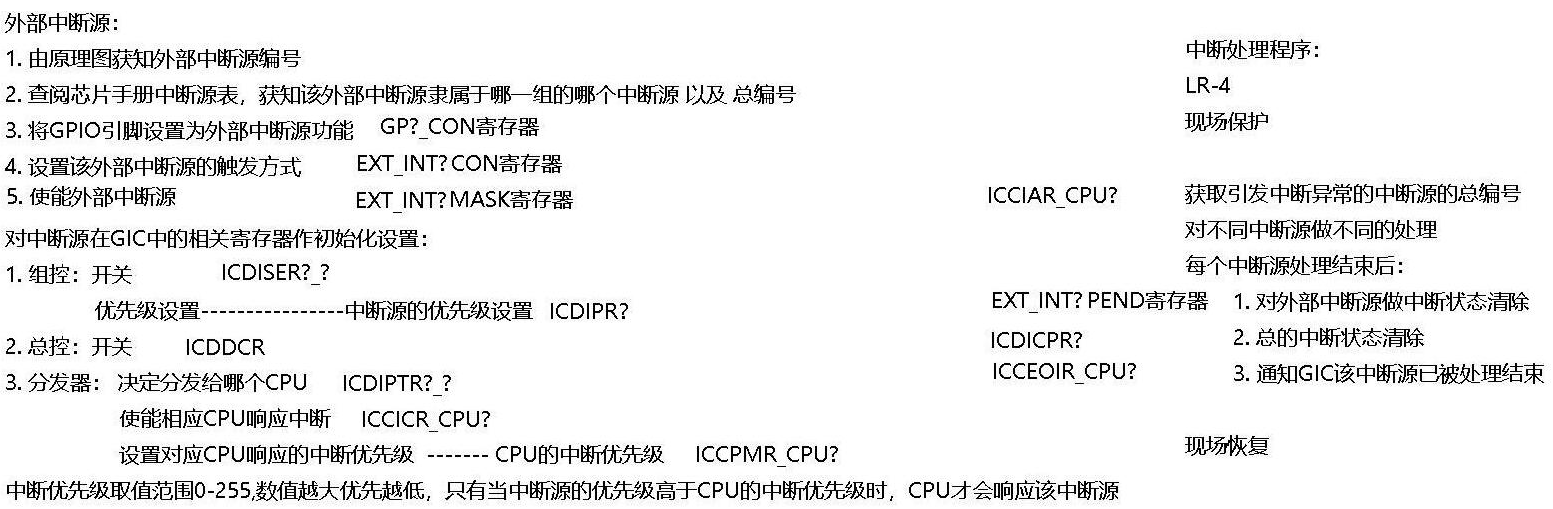 外部中断源：
1. 由原理图获知外部中断源编号
2. 查阅芯片手册中断源表，获知该外部中断源隶属于哪一组的哪个中断源 以及 总编号
3. 将GPIO引脚设置为外部中断源功能 GP?_CON寄存器
4. 设置该外部中断源的触发方式 EXT_INT?CON寄存器
5. 使能外部中断源 EXT_INT?MASK寄存器
对中断源在GIC中的相关寄存器作初始化设置：
1. 组控：开关 ICDISER?_?
优先级设置----------------中断源的优先级设置 ICDIPR?
2. 总控：开关 ICDDCR
3. 分发器： 决定分发给哪个CPU ICDIPTR?_?
使能相应CPU响应中断 ICCICR_CPU?
设置对应CPU响应的中断优先级 ------- CPU的中断优先级 ICCPMR_CPU?
中断优先级取值范围0-255,数值越大优先越低，只有当中断源的优先级高于CPU的中断优先级时，CPU才会响应该中断源
中断处理程序：
LR-4
现场保护
ICCIAR_CPU? 获取引发中断异常的中断源的总编号
对不同中断源做不同的处理
每个中断源处理结束后：
EXT_INT? PEND寄存器 1. 对外部中断源做中断状态清除
ICDICPR? 2. 总的中断状态清除
ICCEOIR_CPU? 3. 通知GIC该中断源已被处理结束
现场恢复